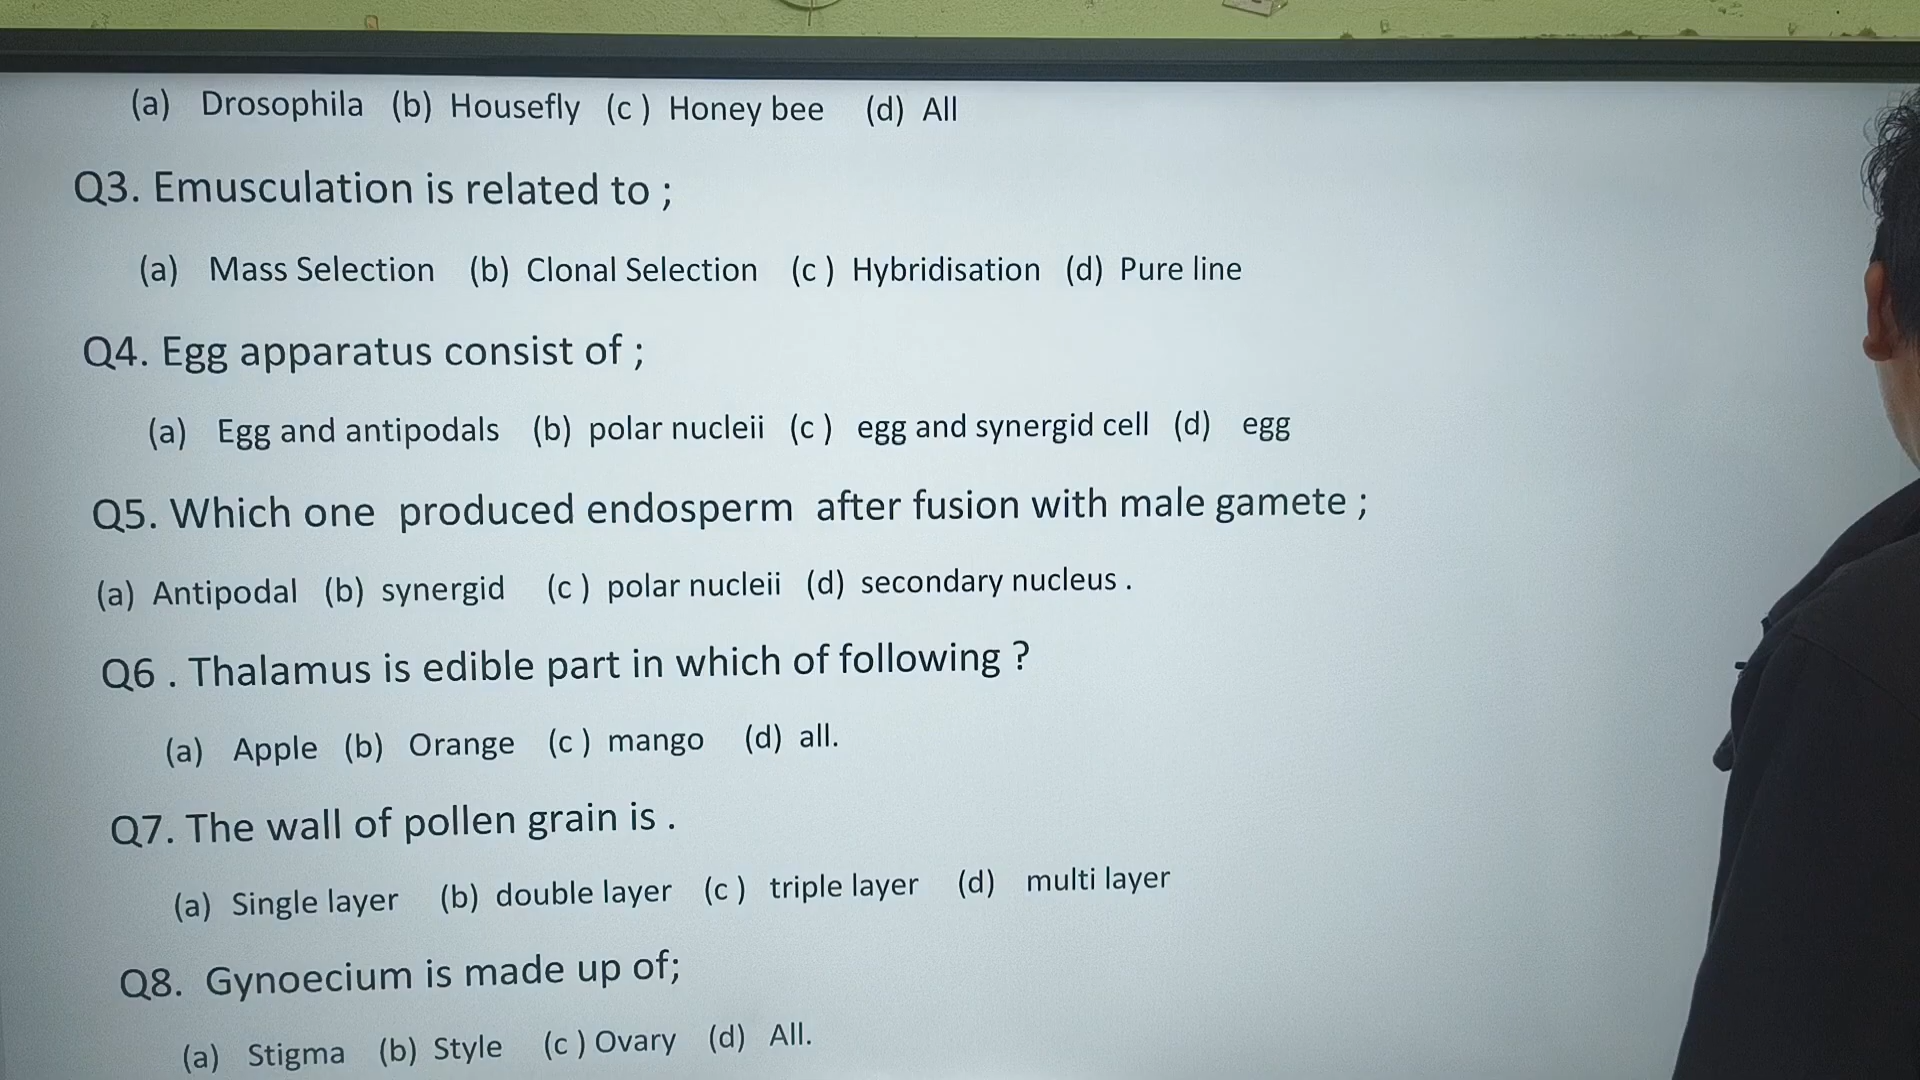 (a) Drosophila (b) Housefly (c ) Honey bee (d) All
Q3. Emusculation is related to ;
(a) Mass Selection (b) Clonal Selection (c ) Hybridisation (d) Pure line
Q4. Egg apparatus consist of ;
(a) Egg and antipodals (b) polar nucleii (c ) egg and synergid cell (d) egg
Q5. Which one produced endosperm after fusion with male gamete ;
(a) Antipodal (b) synergid (c ) polar nucleii (d) secondary nucleus .
Q6 . Thalamus is edible part in which of following ?
(a) Apple (b) Orange (c ) mango (d) all.
Q7. The wall of pollen grain is .
(a) Single layer (b) double layer (c ) triple layer (d) multi layer
Q8. Gynoecium is made up of;
(a) Stigma (b) Style (c ) Ovary (d) All.